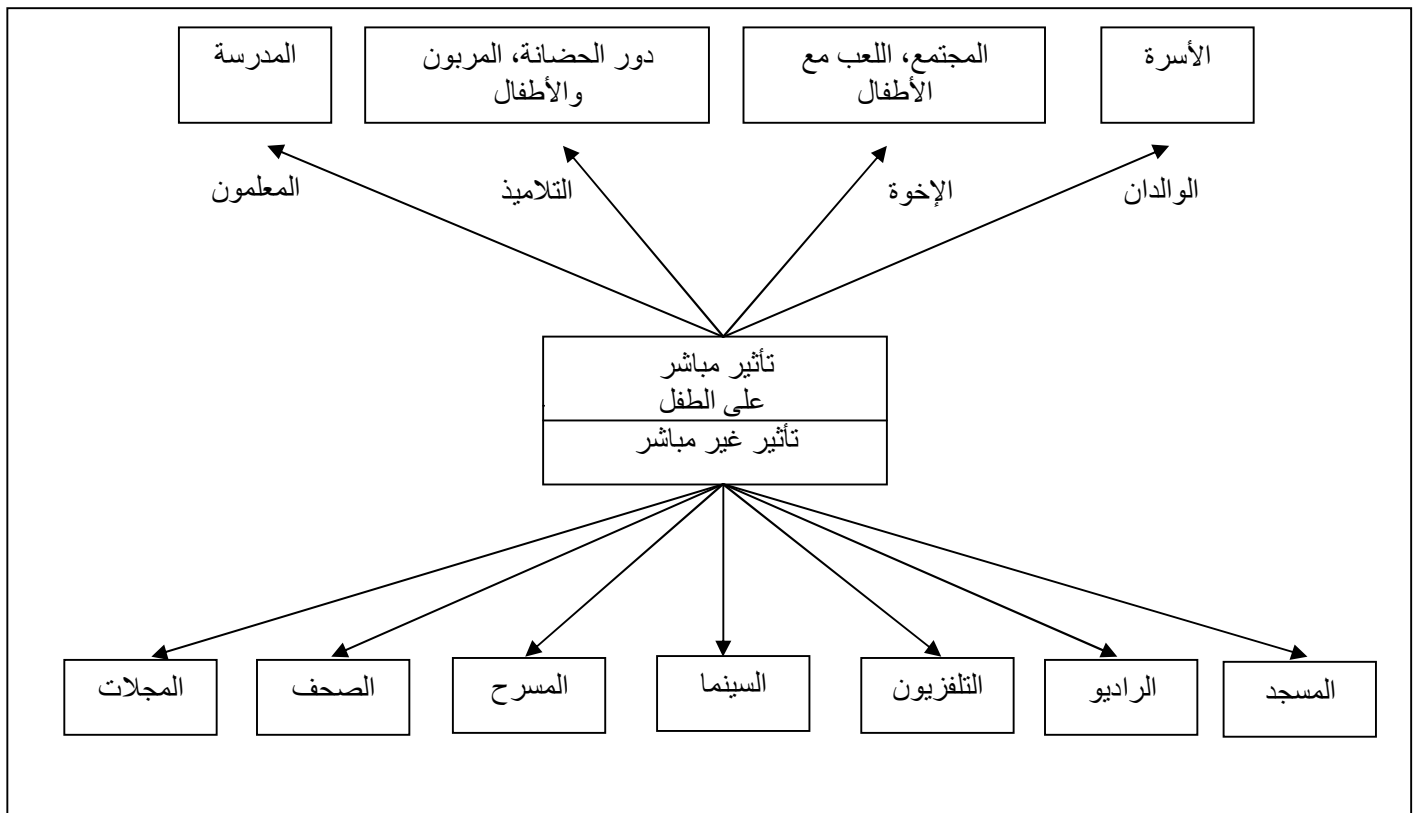 الأسرة
المجتمع، اللعب مع
الأطفال
دور الحضانة، المربون
والأطفال
المدرسة
الوالدان
الإخوة
التلاميذ
المعلمون
تأثير مباشر
على الطفل
تأثير غير مباشر
المسجد
الراديو
التلفزيون
السينما
المسرح
الصحف
المجلات